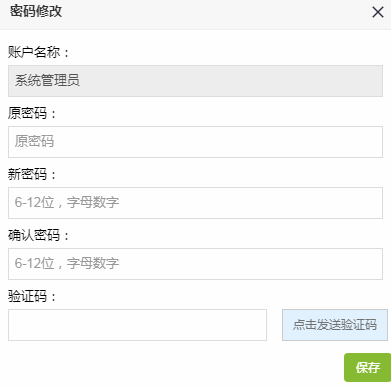 密码修改
账户名称：
系统管理员
原密码：
原密码
新密码：
6-12位，字母数字
确认密码：
6-12位，字母数字
验证码：
点击发送验证码
保存